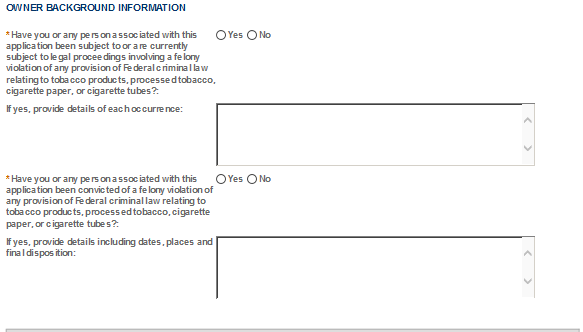 OWNER BACKGROUND INFORMATION
*Have you or any person associated with this
Yes No
application been subject to or are currently
subject to legal proceedings involving a felony
violation of any provision of Federal criminal law
relating to tobacco products, processed tobacco,
cigarette paper, or cigarette tubes?:
If yes, provide details of each occurrence:
*Have you or any person associated with this
Yes No
application been convicted of a felony violation of
any provision of Federal criminal law relating to
tobacco products, processed tobacco, cigarette
paper, or cigarette tubes?:
If yes, provide details including dates, places and
final disposition: